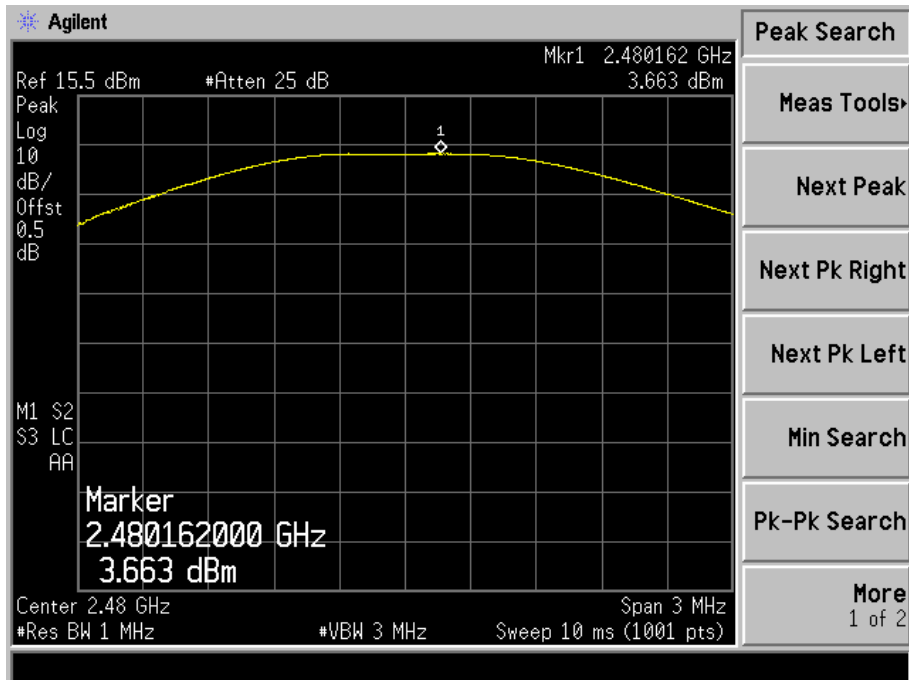 Agilent
Peak Search
Mkr1 2.480162 GHz
Ref 15.5 dBm #Atten 25 dB 3.663 dBm
Peak
Log
10
dB/
Offst
0.5
dB
1
M1 S2
S3 LC
AA
Marker
2.480162000 GHz
3.663 dBm
Center 2.48 GHz Span 3 MHz
#Res BW 1 MHz #VBW 3 MHz Sweep 10 ms (1001 pts)
Meas Tools
Next Peak
Next Pk Right
Next Pk Left
Min Search
Pk-Pk Search
More
1 of 2